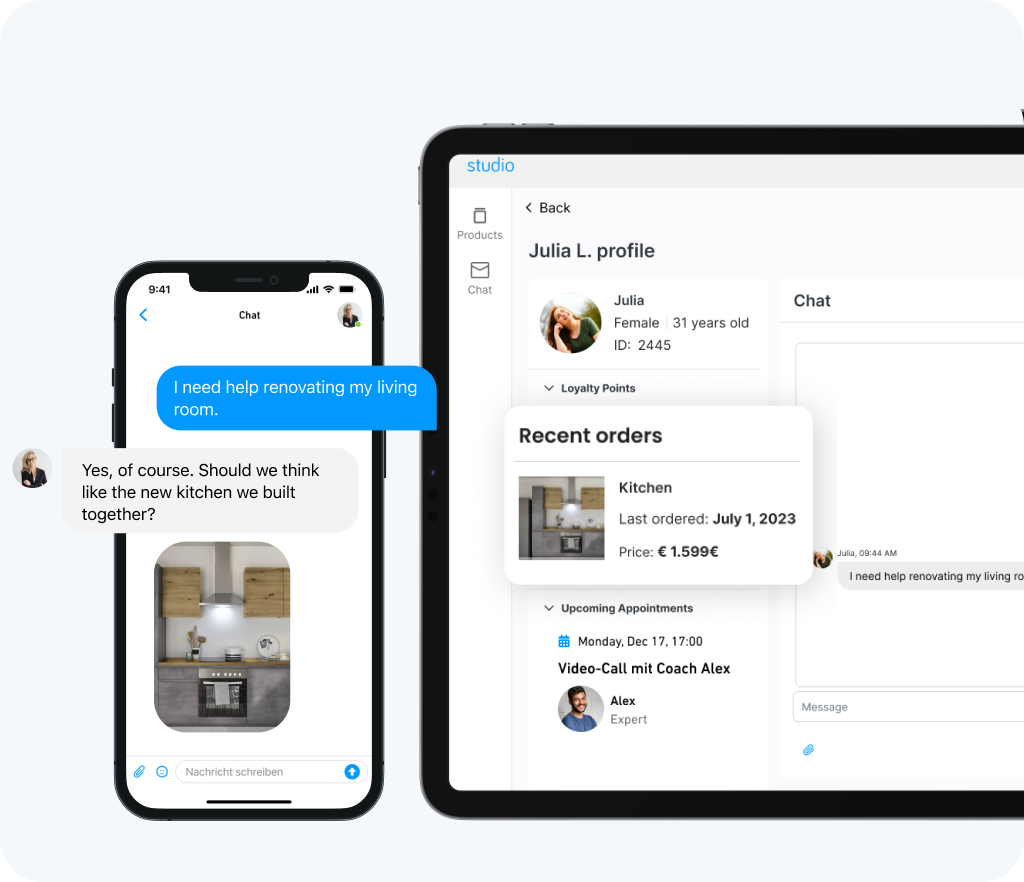 9:41
Chat
I need help renovating my living
room.
Yes, of course. Should we think
like the new kitchen we built
together?
Nachricht schreiben
studio
Products
Chat
Back
Julia L. profile
Julia
Female
31 years old
ID: 2445
Loyalty Points
Recent orders
Kitchen
Last ordered: July 1, 2023
Price: € 1.599€
Upcoming Appointments
Monday, Dec 17, 17:00
Video-Call mit Coach Alex
Alex
Expert
Chat
Julia, 09:44 AM
I need help renovating my living ro
Message